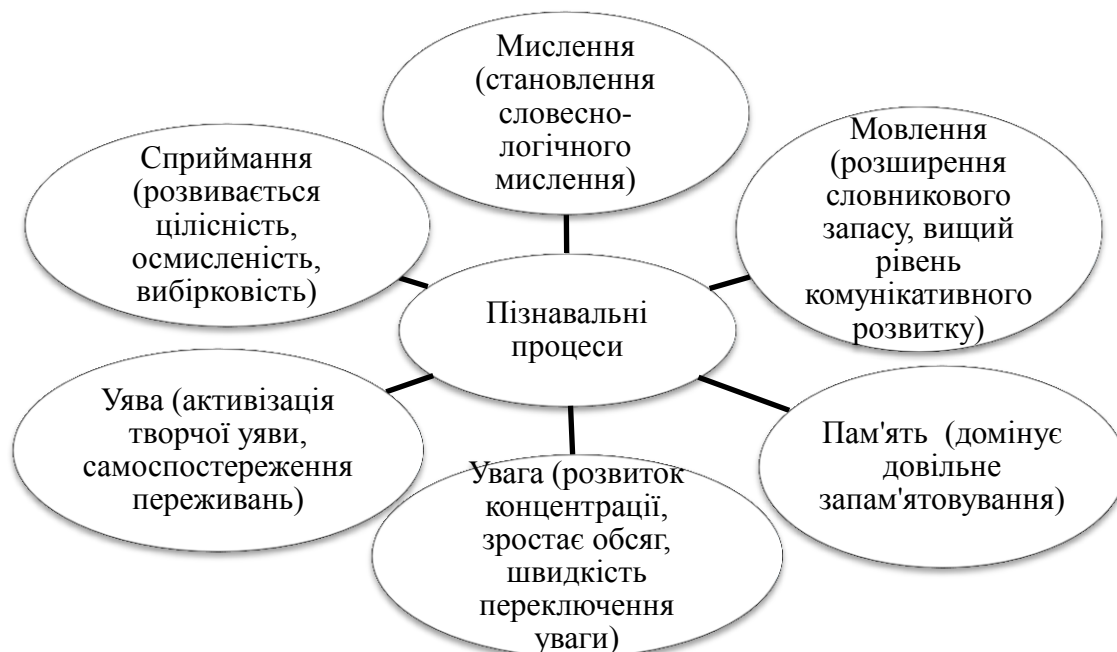 Мислення
(становлення
словесно-
логічного
мислення)
Мовлення
(розширення
словникового
запасу, вищий
рівень
комунікативного
розвитку)
Пам'ять (домінує
довільне
запам'ятовування)
Увага (розвиток
концентрації,
зростає обсяг,
швидкість
переключення
уваги)
Уява (активізація
творчої уяви,
самоспостереження
переживань)
Сприймання
(розвивається
цілісність,
осмисленість,
вибірковість)
Пізнавальні
процеси